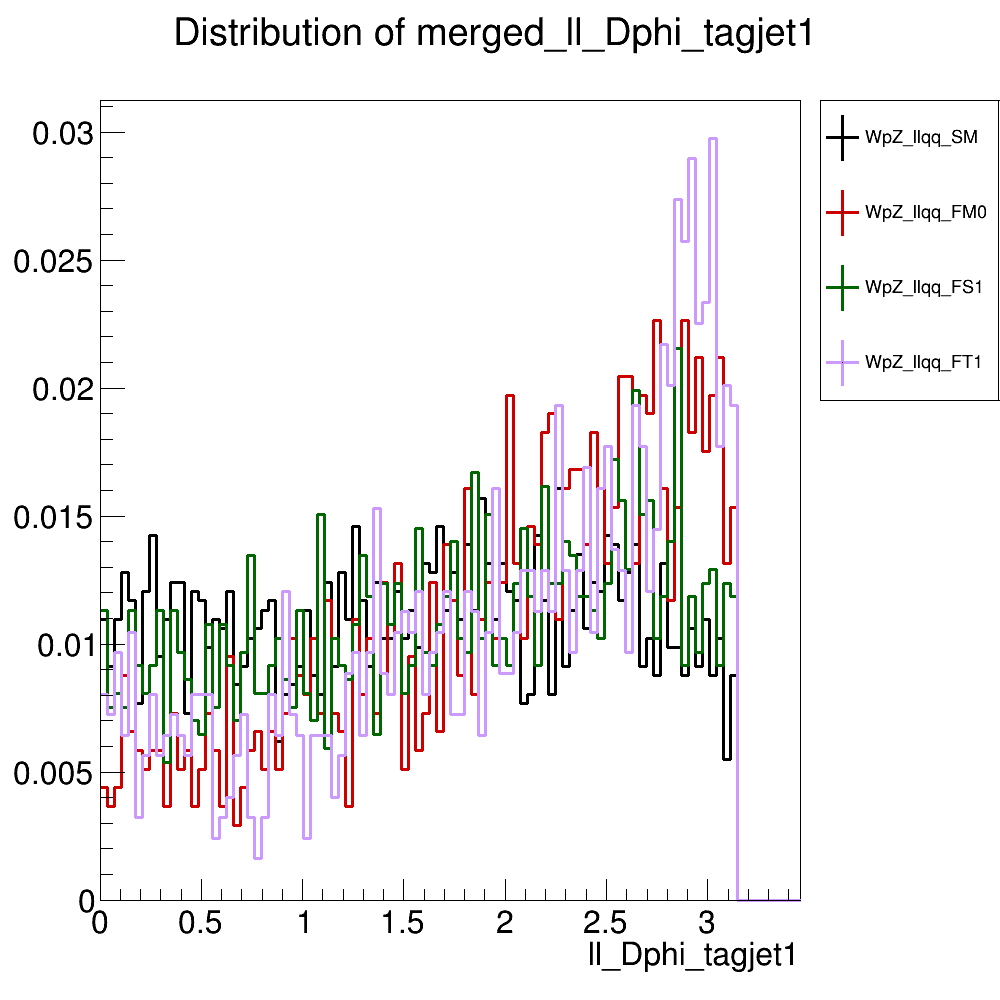 Distribution of merged_ll_Dphi_tagjet1
0.03
0.025
0.02
0.015
0.01
0.005
0
0 0.5 1 1.5 2 2.5 3
ll_Dphi_tagjet1
WpZ_llqq_SM
WpZ_llqq_FM0
WpZ_llqq_FS1
WpZ_llqq_FT1